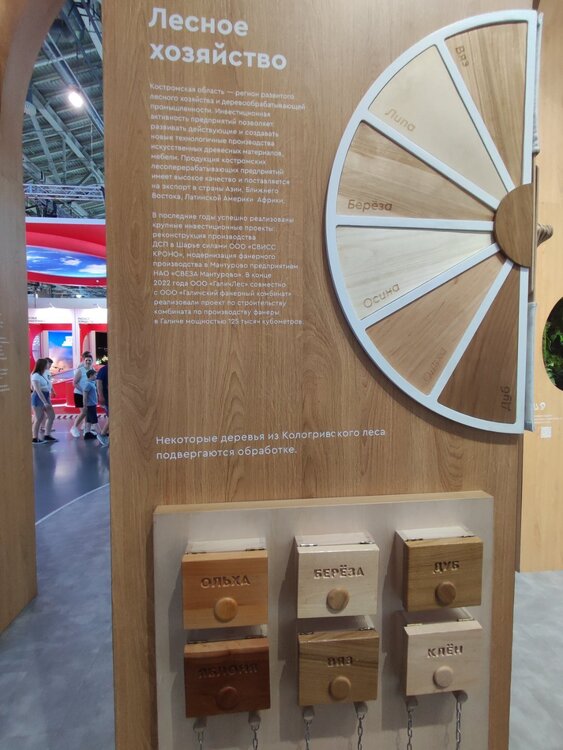 Лесное
хозяйство
Костромская область — регион развитого
лесного хозяйства и деревообрабатывающей
промышленности. Инвестиционная
активность предприятий позволяет
развивать действующие и создавать
новые технологичные производства
искусственных древесных материалов,
мебели. Продукция костромских
лесоперерабатывающих предприятий
имеет высокое качество и поставляется
на экспорт в страны Азии, Ближнего
Востока, Латинской Америки  Африки.
В последние годы успешно реализованы
крупные инвестиционные проекты:
реконструкция производства
ДСП в Шарье силами ООО «СВИСС
КРОНО», модернизация фанерного
производства в Мантурово предприятием
НАО «СВЕЗА Мантурово». В конце
2022 года ООО «ГаличЛес» совместно
с ООО «Галичский фанерный комбинат»
реализовали проект по строительству
комбината по производству фанеры
в Галиче мощностью 125 тысяч кубометров.
Вяз
Липа
Берёза
Осина
Ольха
Дуб
Некоторые деревья из Кологривского леса
подвергаются обработке.
ОЛЬХА
БЕРЁЗА
ДУБ
ЯБЛОНЯ
ВЯЗ
КЛЁН